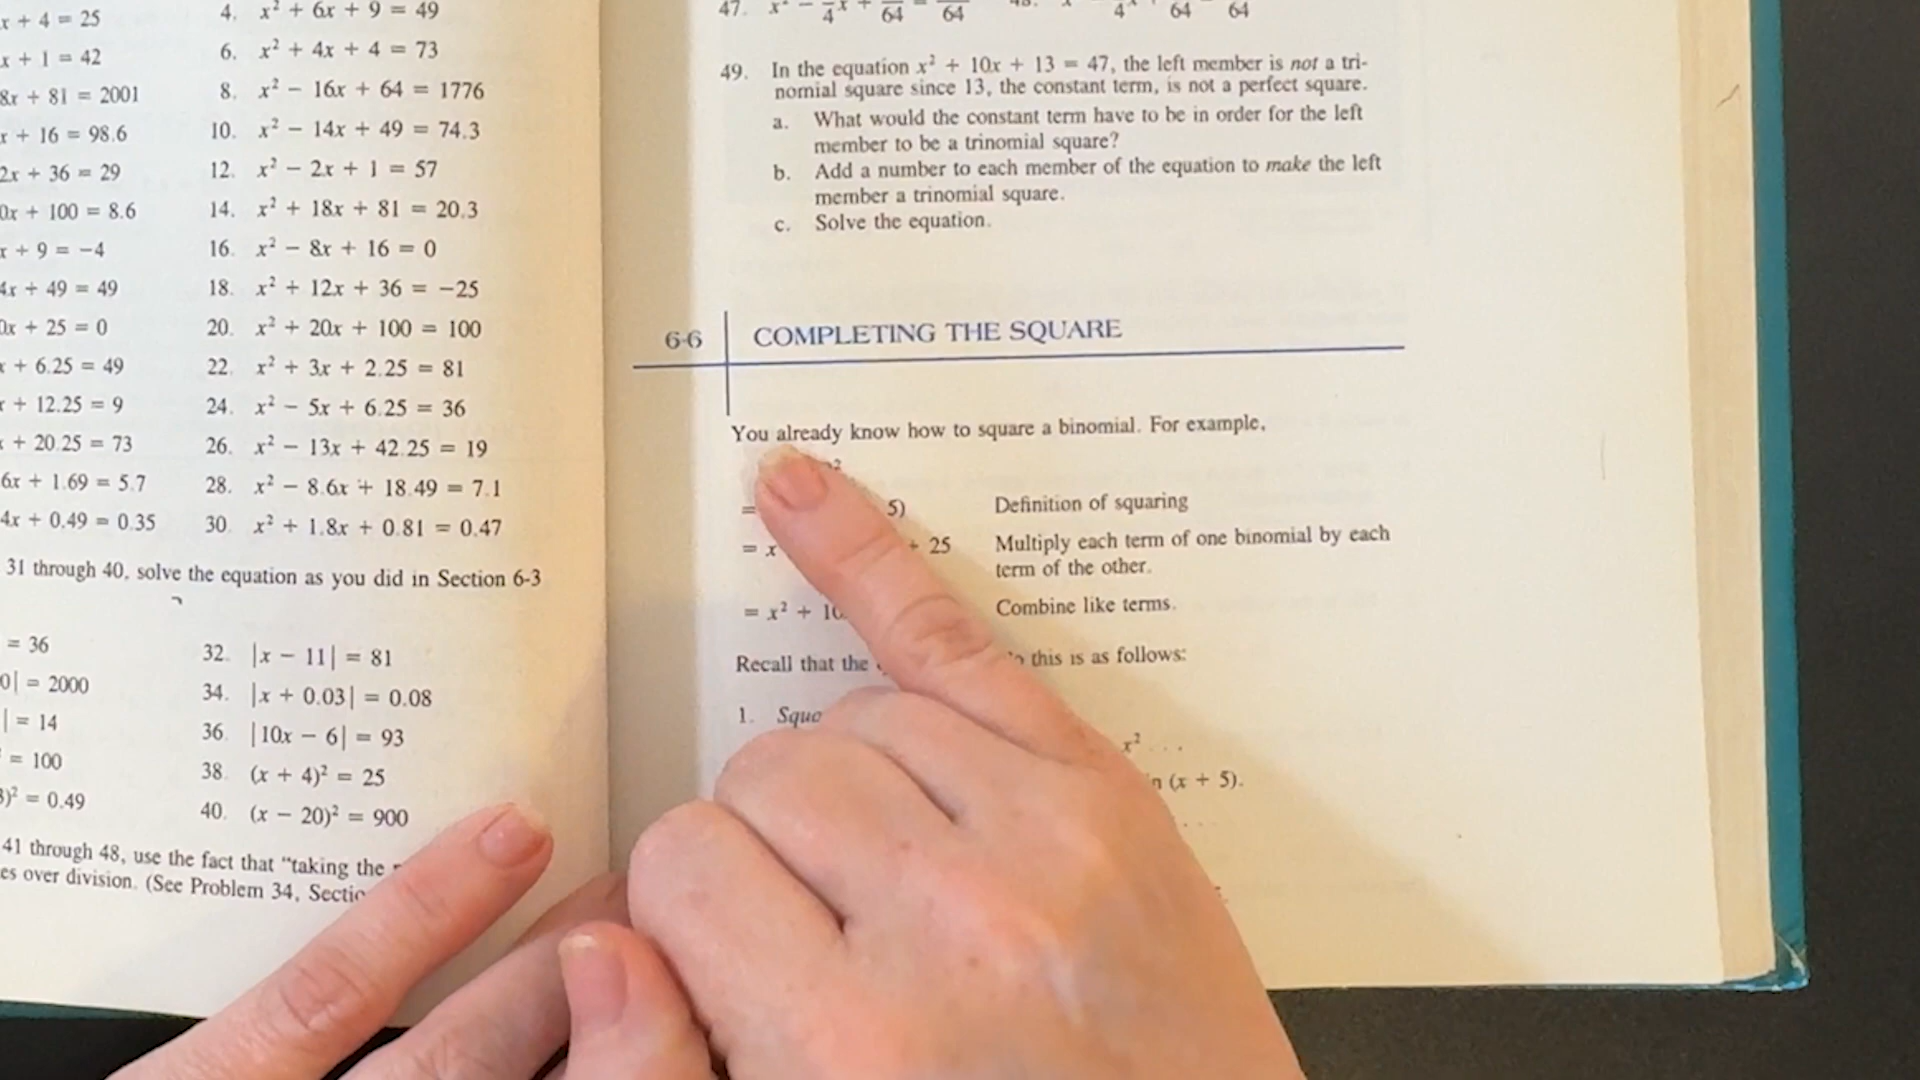 x + 4 = 25
x + 1 = 42
8x + 81 = 2001
x + 16 = 98.6
2x + 36 = 29
0x + 100 = 8.6
x + 9 = −4
4x + 49 = 49
0x + 25 = 0
x + 6.25 = 49
x + 12.25 = 9
x + 20.25 = 73
6x + 1.69 = 5.7
4x + 0.49 = 0.35
4. x² + 6x + 9 = 49
6. x² + 4x + 4 = 73
8. x² − 16x + 64 = 1776
10. x² − 14x + 49 = 74.3
12. x² − 2x + 1 = 57
14. x² + 18x + 81 = 20.3
16. x² − 8x + 16 = 0
18. x² + 12x + 36 = −25
20. x² + 20x + 100 = 100
22. x² + 3x + 2.25 = 81
24. x² − 5x + 6.25 = 36
26. x² − 13x + 42.25 = 19
28. x² − 8.6x + 18.49 = 7.1
30. x² + 1.8x + 0.81 = 0.47
31 through 40, solve the equation as you did in Section 6-3
= 36
0| = 2000
| = 14
= 100
)² = 0.49
32. |x − 11| = 81
34. |x + 0.03| = 0.08
36. |10x − 6| = 93
38. (x + 4)² = 25
40. (x − 20)² = 900
41 through 48, use the fact that “taking the
es over division. (See Problem 34, Sectio
47.
49. In the equation x² + 10x + 13 = 47, the left member is not a tri-
nomial square since 13, the constant term, is not a perfect square.
a. What would the constant term have to be in order for the left
member to be a trinomial square?
b. Add a number to each member of the equation to make the left
member a trinomial square.
c. Solve the equation.
6-6 COMPLETING THE SQUARE
You already know how to square a binomial. For example,
= 5) Definition of squaring
= x + 25 Multiply each term of one binomial by each
term of the other.
= x² + 10 Combine like terms.
Recall that the this is as follows:
1. Squa
x² . . .
(x + 5).
. . .